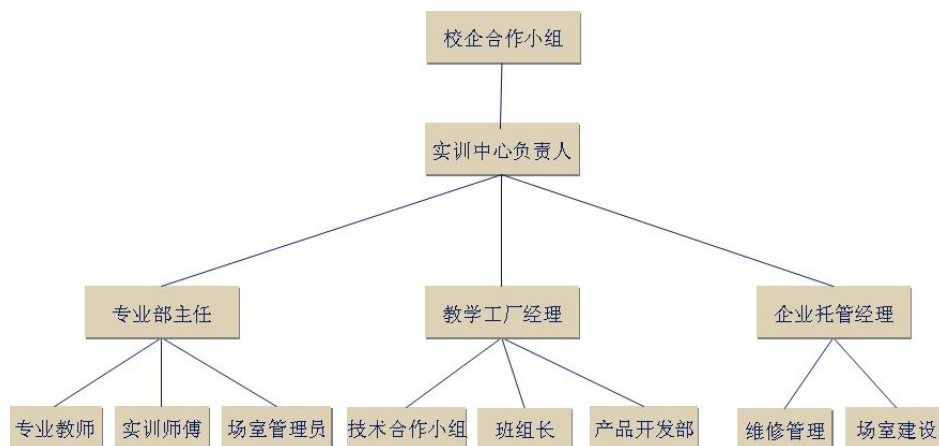 校企合作小组
实训中心负责人
专业部主任
教学工厂经理
企业托管经理
专业教师
实训师傅
场室管理员
技术合作小组
班组长
产品开发部
维修管理
场室建设